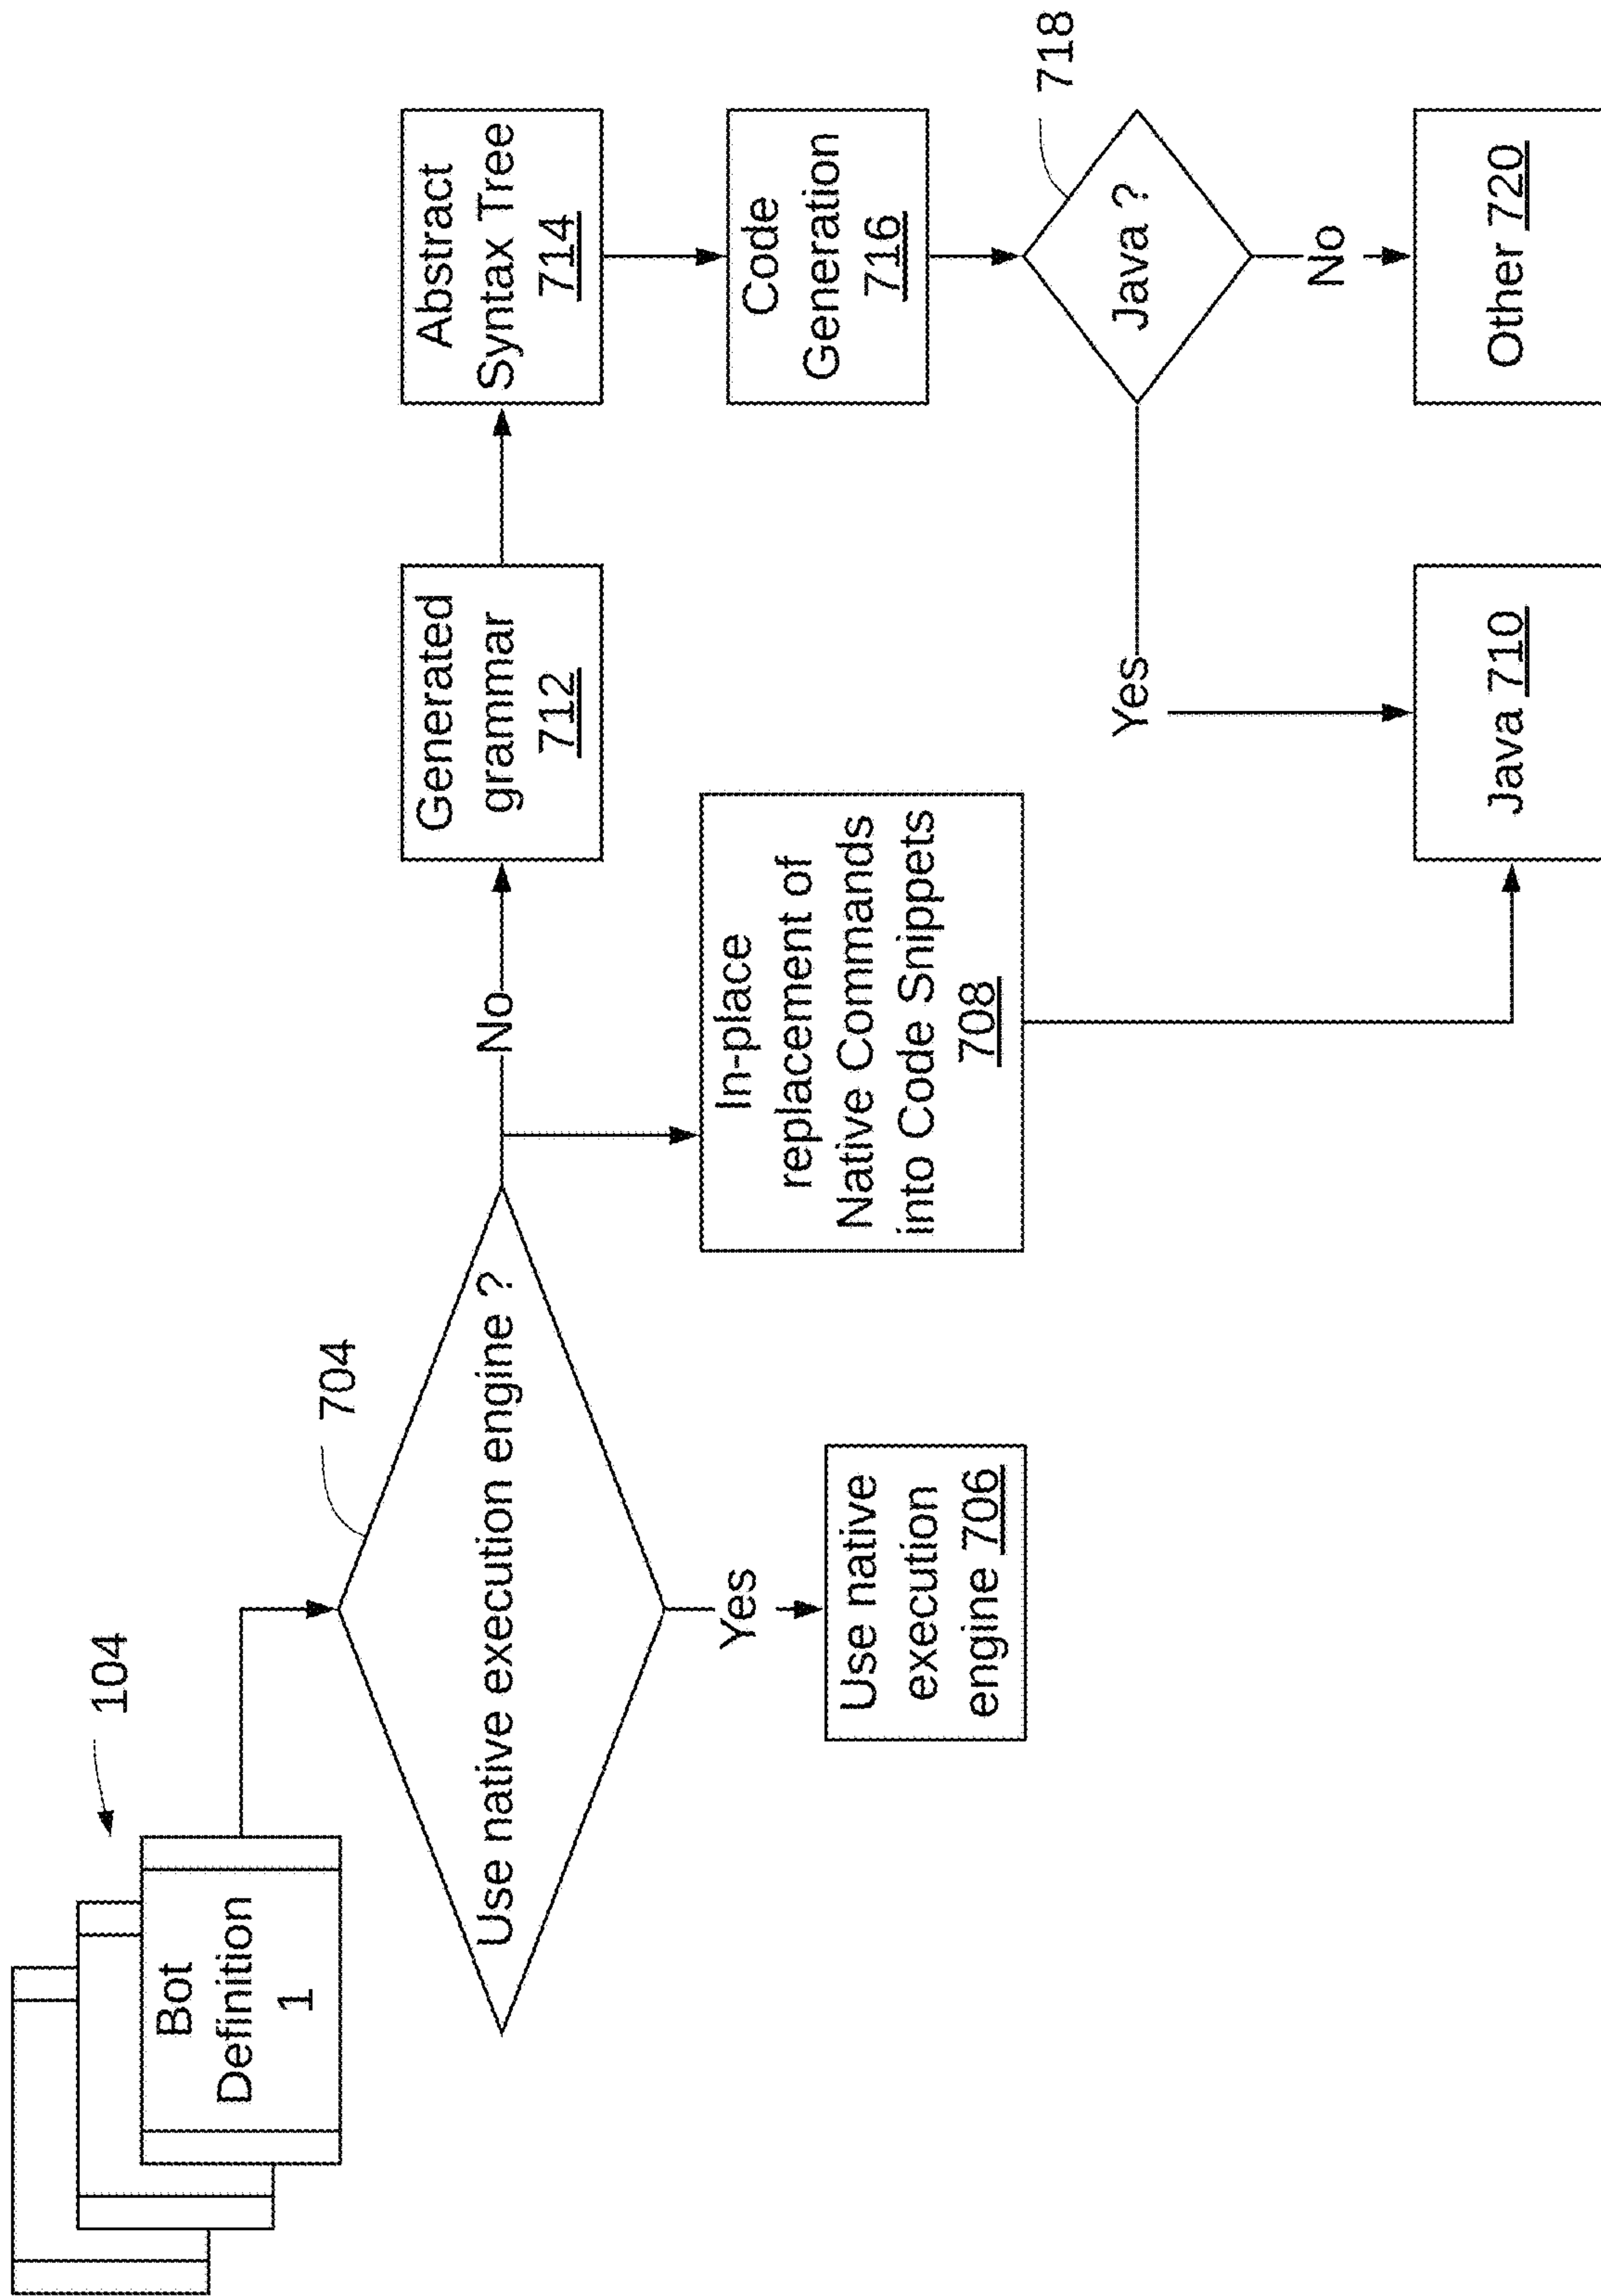 104
Bot
Definition
1
704
Use native execution engine ?
Yes
Use native
execution
engine 706
No
In-place
replacement of
Native Commands
into Code Snippets
708
Generated
grammar
712
Abstract
Syntax Tree
714
Code
Generation
716
718
Java ?
Yes
No
Java 710
Other 720